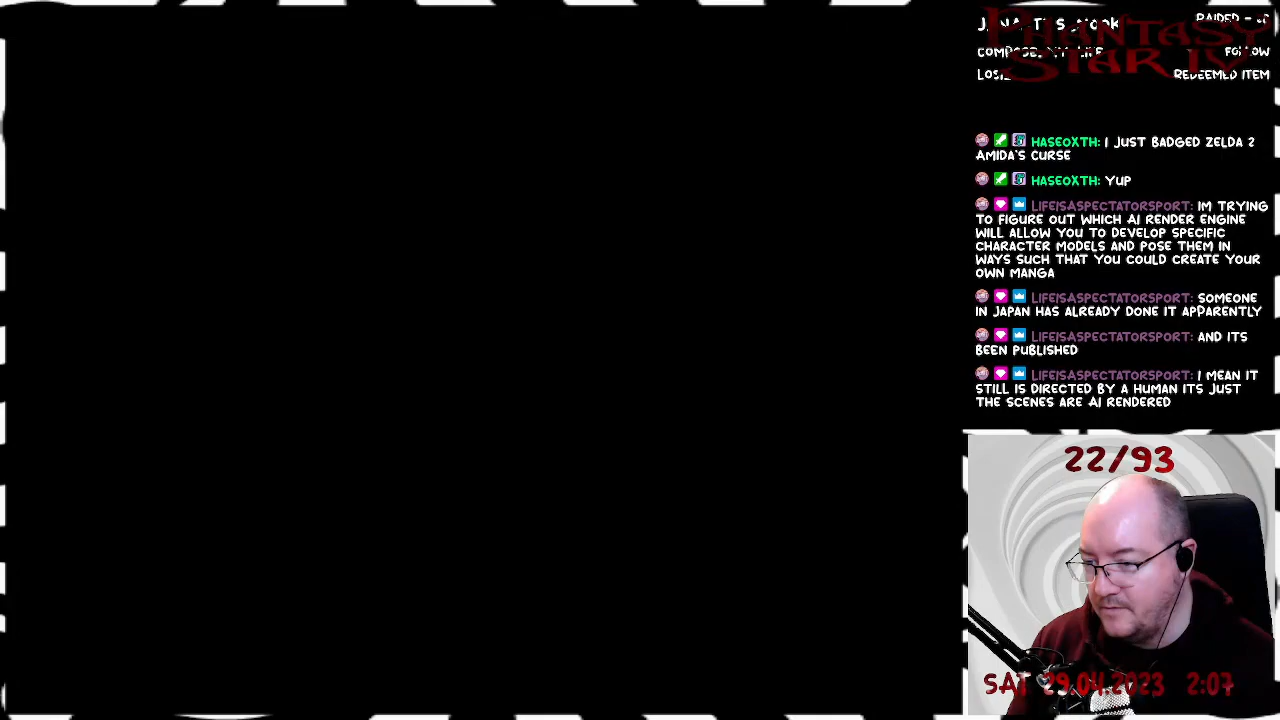 PHANTASY
STAR IV
RAIDED
FOLLOW
REDEEMED ITEM
HASEOXTH: I JUST BADGED ZELDA 2
AMIDA'S CURSE
HASEOXTH: YUP
LIFEISASPECTATORSPORT: IM TRYING
TO FIGURE OUT WHICH AI RENDER ENGINE
WILL ALLOW YOU TO DEVELOP SPECIFIC
CHARACTER MODELS AND POSE THEM IN
WAYS SUCH THAT YOU COULD CREATE YOUR
OWN MANGA
LIFEISASPECTATORSPORT: SOMEONE
IN JAPAN HAS ALREADY DONE IT APPARENTLY
LIFEISASPECTATORSPORT: AND ITS
BEEN PUBLISHED
LIFEISASPECTATORSPORT: I MEAN IT
STILL IS DIRECTED BY A HUMAN ITS JUST
THE SCENES ARE AI RENDERED
22/93
SAT 29.04.2023 2:07